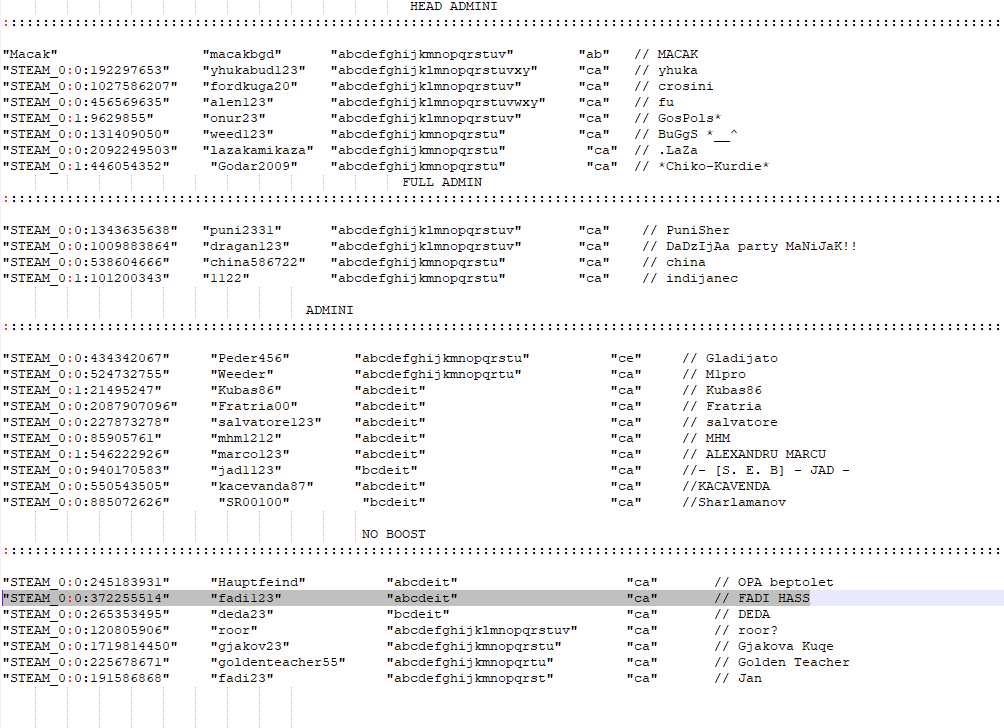 HEAD ADMINI
::::::::::::::::::::::::::::::::::::::::::::::::::::::::::::::::::::::::::::::::::::::::::::::::::::::::::::::::::::::::::::
"Macak" "macakbgd" "abcdefghijkmnopqrstuv" "ab" // MACAK
"STEAM_0:0:192297653" "yhukabud123" "abcdefghijklmnopqrstuvxy" "ca" // yhuka
"STEAM_0:0:1027586207" "fordkuga20" "abcdefghijklmnopqrstuv" "ca" // crosini
"STEAM_0:0:456569635" "alen123" "abcdefghijklmnopqrstuvwxy" "ca" // fu
"STEAM_0:1:9629855" "onur23" "abcdefghijklmnopqrstuv" "ca" // GosPols*
"STEAM_0:0:131409050" "weed123" "abcdefghijkmnopqrstu" "ca" // BuGgS *__^
"STEAM_0:0:2092249503" "lazakamikaza" "abcdefghijkmnopqrstu" "ca" // .LaZa
"STEAM_0:1:446054352" "Godar2009" "abcdefghijkmnopqrstu" "ca" // *Chiko-Kurdie*
FULL ADMIN
::::::::::::::::::::::::::::::::::::::::::::::::::::::::::::::::::::::::::::::::::::::::::::::::::::::::::::::::::::::::::::
"STEAM_0:0:1343635638" "puni2331" "abcdefghijklmnopqrstuv" "ca" // PuniSher
"STEAM_0:0:1009883864" "dragan123" "abcdefghijklmnopqrstuv" "ca" // DaDzIjAa party MaNiJaK!!
"STEAM_0:0:538604666" "china586722" "abcdefghijkmnopqrstu" "ca" // china
"STEAM_0:1:101200343" "1122" "abcdefghijkmnopqrstu" "ca" // indijanec
ADMINI
::::::::::::::::::::::::::::::::::::::::::::::::::::::::::::::::::::::::::::::::::::::::::::::::::::::::::::::::::::::::::::
"STEAM_0:0:434342067" "Peder456" "abcdefghijkmnopqrstu" "ce" // Gladijato
"STEAM_0:0:524732755" "Weeder" "abcdefghijkmnopqrtu" "ca" // Mlpro
"STEAM_0:1:21495247" "Kubas86" "abcdeit" "ca" // Kubas86
"STEAM_0:0:2087907096" "Fratria00" "abcdeit" "ca" // Fratria
"STEAM_0:0:227873278" "salvatore123" "abcdeit" "ca" // salvatore
"STEAM_0:0:85905761" "mhm1212" "abcdeit" "ca" // MHM
"STEAM_0:1:546222926" "marco123" "abcdeit" "ca" // ALEXANDRU MARCU
"STEAM_0:0:940170583" "jad1123" "bcdeit" "ca" //- [S. E. B] - JAD -
"STEAM_0:0:550543505" "kacevanda87" "abcdeit" "ca" //KACAVENDA
"STEAM_0:0:885072626" "SR00100" "bcdeit" "ca" //Sharlamanov
NO BOOST
::::::::::::::::::::::::::::::::::::::::::::::::::::::::::::::::::::::::::::::::::::::::::::::::::::::::::::::::::::::::::::
"STEAM_0:0:245183931" "Hauptfeind" "abcdeit" "ca" // OPA beptolet
"STEAM_0:0:372255514" "fadi123" "abcdeit" "ca" // FADI HASS
"STEAM_0:0:265353495" "deda23" "bcdeit" "ca" // DEDA
"STEAM_0:0:120805906" "roor" "abcdefghijklmnopqrstuv" "ca" // roor?
"STEAM_0:0:1719814450" "gjakov23" "abcdefghijkmnopqrstu" "ca" // Gjakova Kuqe
"STEAM_0:0:225678671" "goldenteacher55" "abcdefghijkmnopqrtu" "ca" // Golden Teacher
"STEAM_0:0:191586868" "fadi23" "abcdefghijkmnopqrst" "ca" // Jan